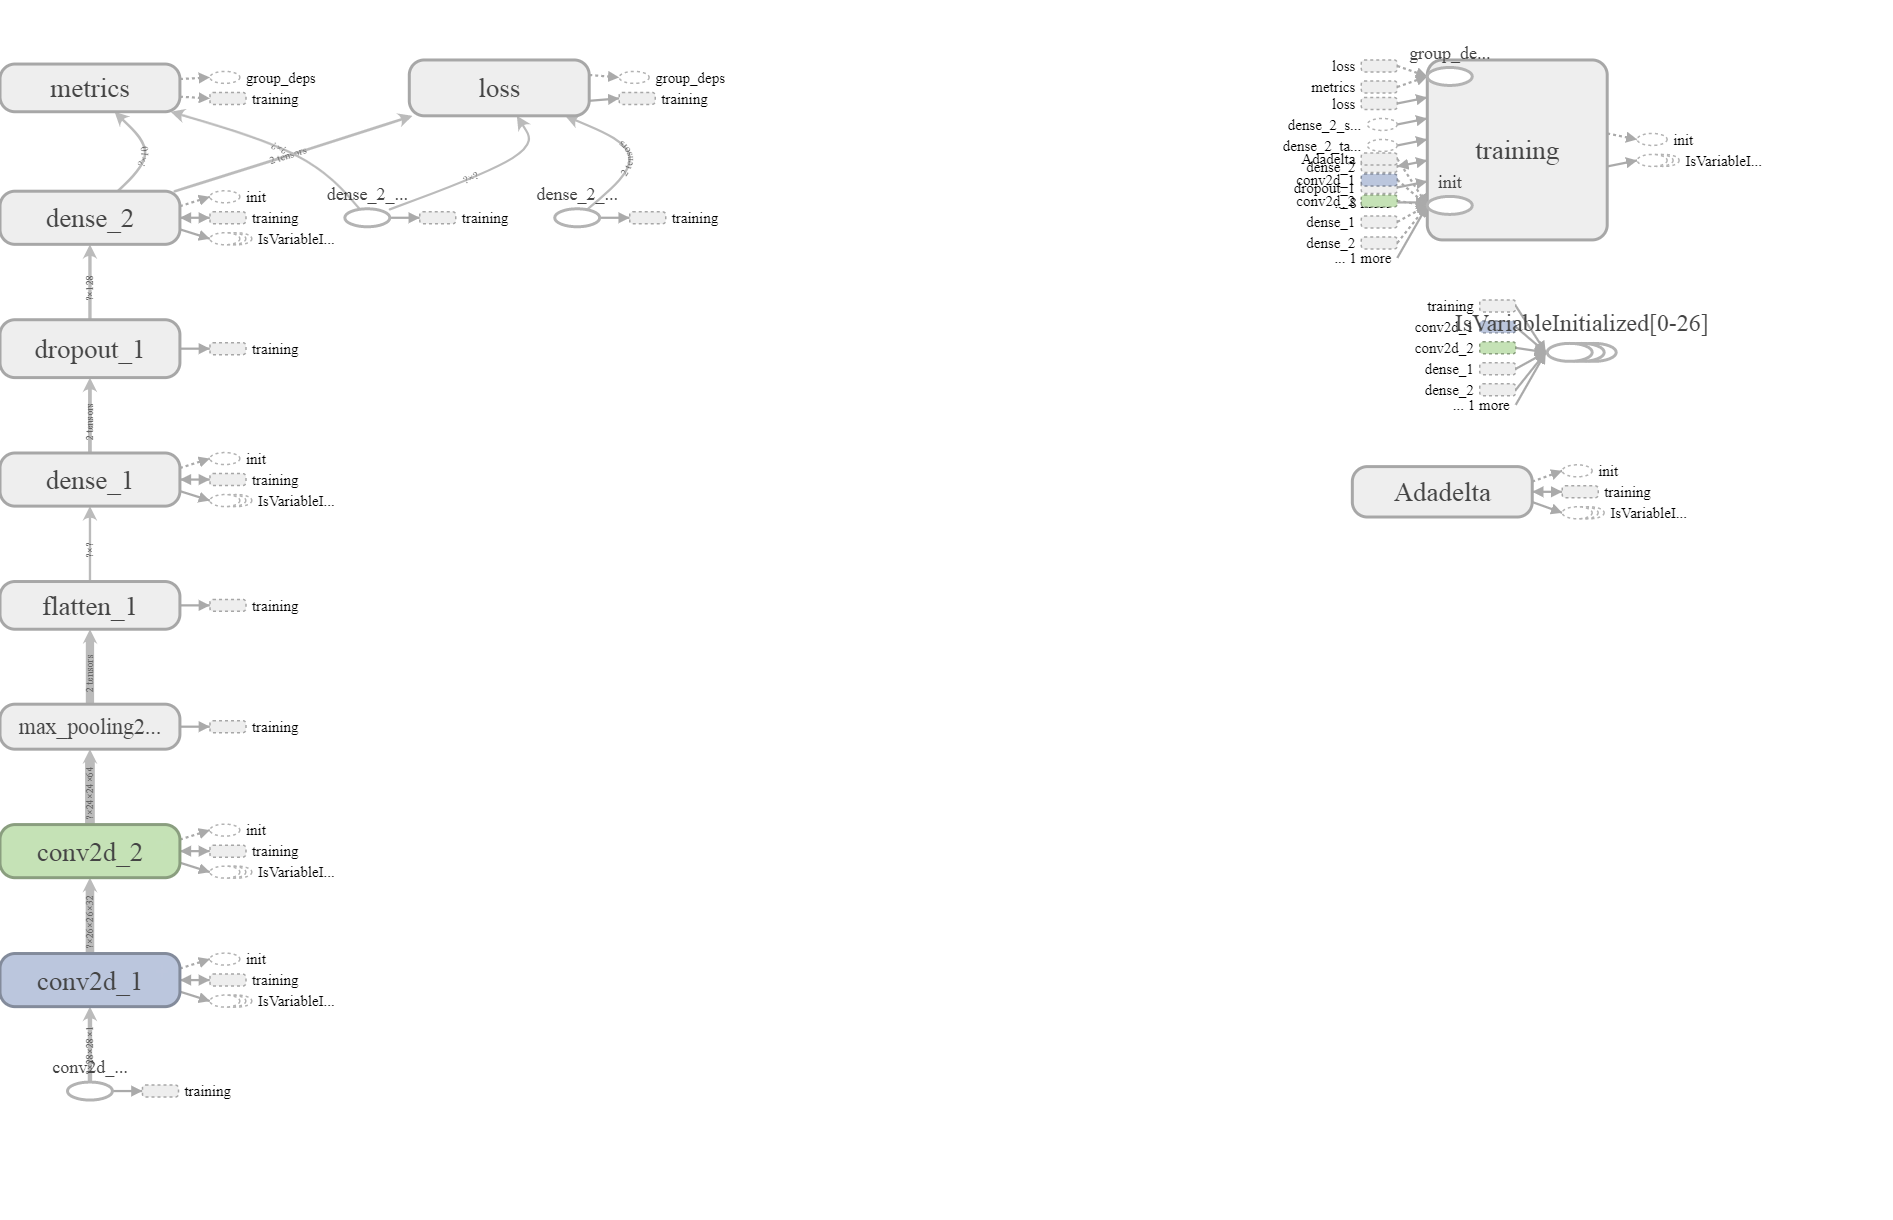 metrics
group_deps
training
loss
group_deps
training
?×10
?×?
2 tensors
?×?
2 tensors
dense_2
init
training
IsVariableI...
dense_2_...
training
dense_2_...
training
?×128
dropout_1
training
2 tensors
dense_1
init
training
IsVariableI...
?×?
flatten_1
training
2 tensors
max_pooling2...
training
?×24×24×64
conv2d_2
init
training
IsVariableI...
?×26×26×32
conv2d_1
init
training
IsVariableI...
conv2d_...
training
group_de...
loss
metrics
loss
dense_2_s...
dense_2_ta...
Adadelta
dense_2
conv2d_1
dropout_1
conv2d_2
dense_1
dense_2
... 1 more
training
init
init
IsVariableI...
IsVariableInitialized[0-26]
training
conv2d_1
conv2d_2
dense_1
dense_2
... 1 more
Adadelta
init
training
IsVariableI...